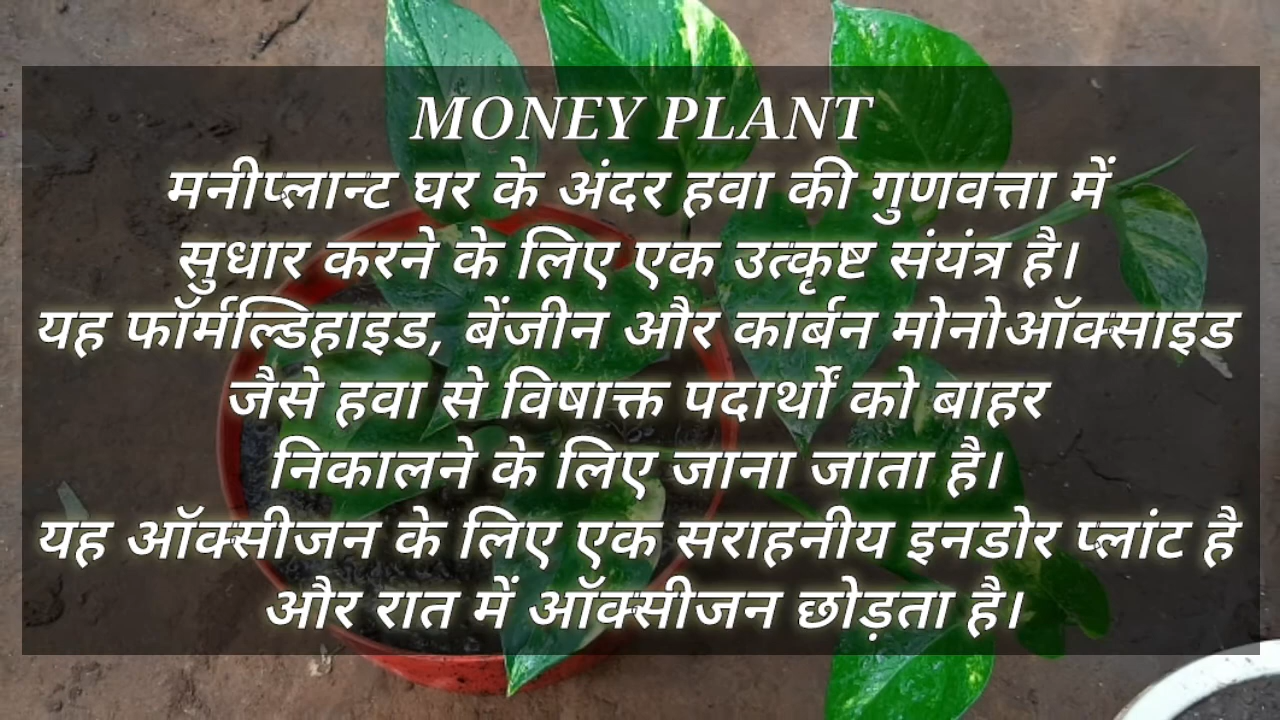 MONEY PLANT
मनीप्लान्ट घर के अंदर हवा की गुणवत्ता में
सुधार करने के लिए एक उत्कृष्ट संयंत्र है।
यह फॉर्मल्डिहाइड, बेंजीन और कार्बन मोनोऑक्साइड
जैसे हवा से विषाक्त पदार्थों को बाहर
निकालने के लिए जाना जाता है।
यह ऑक्सीजन के लिए एक सराहनीय इनडोर प्लांट है
और रात में ऑक्सीजन छोड़ता है।